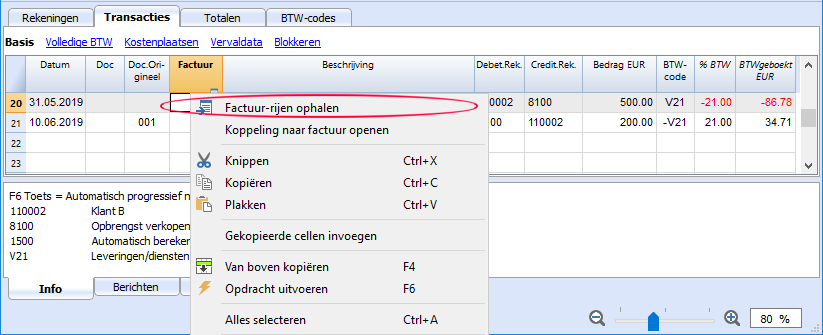 Rekeningen Transacties Totalen BTW-codes
Basis Volledige BTW Kostenplaatsen Vervaldata Blokkeren
Datum Doc Doc.Ori-gineel Factuur Beschrijving Debet.Rek. Credit.Rek. Bedrag EUR BTW-code % BTW BTWgeboekt EUR
20 31.05.2019 0002 8100 500.00 V21 -21.00 -86.78
21 10.06.2019 001 00 110002 200.00 -V21 21.00 34.71
22
23
Factuur-rijen ophalen
Koppeling naar factuur openen
Knippen Ctrl+X
Kopiëren Ctrl+C
Plakken Ctrl+V
Gekopieerde cellen invoegen
Van boven kopiëren F4
Opdracht uitvoeren F6
Alles selecteren Ctrl+A
F6 Toets = Automatisch progressief n
110002 Klant B
8100 Opbrengst verkopen
1500 Automatisch bereken
V21 Leveringen/diensten
Info Berichten
80 %